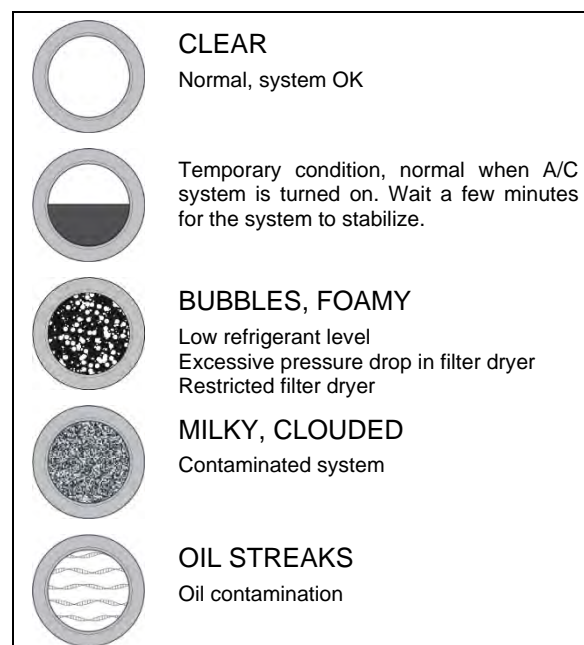 CLEAR
Normal, system OK
Temporary condition, normal when A/C
system is turned on. Wait a few minutes
for the system to stabilize.
BUBBLES, FOAMY
Low refrigerant level
Excessive pressure drop in filter dryer
Restricted filter dryer
MILKY, CLOUDED
Contaminated system
OIL STREAKS
Oil contamination